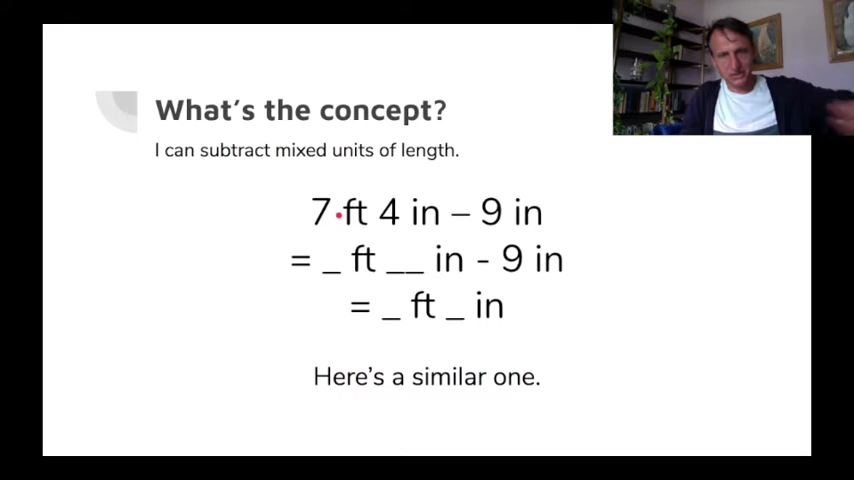 What's the concept?
I can subtract mixed units of length.
7 ft 4 in – 9 in
= _ ft __ in - 9 in
= _ ft _ in
Here's a similar one.